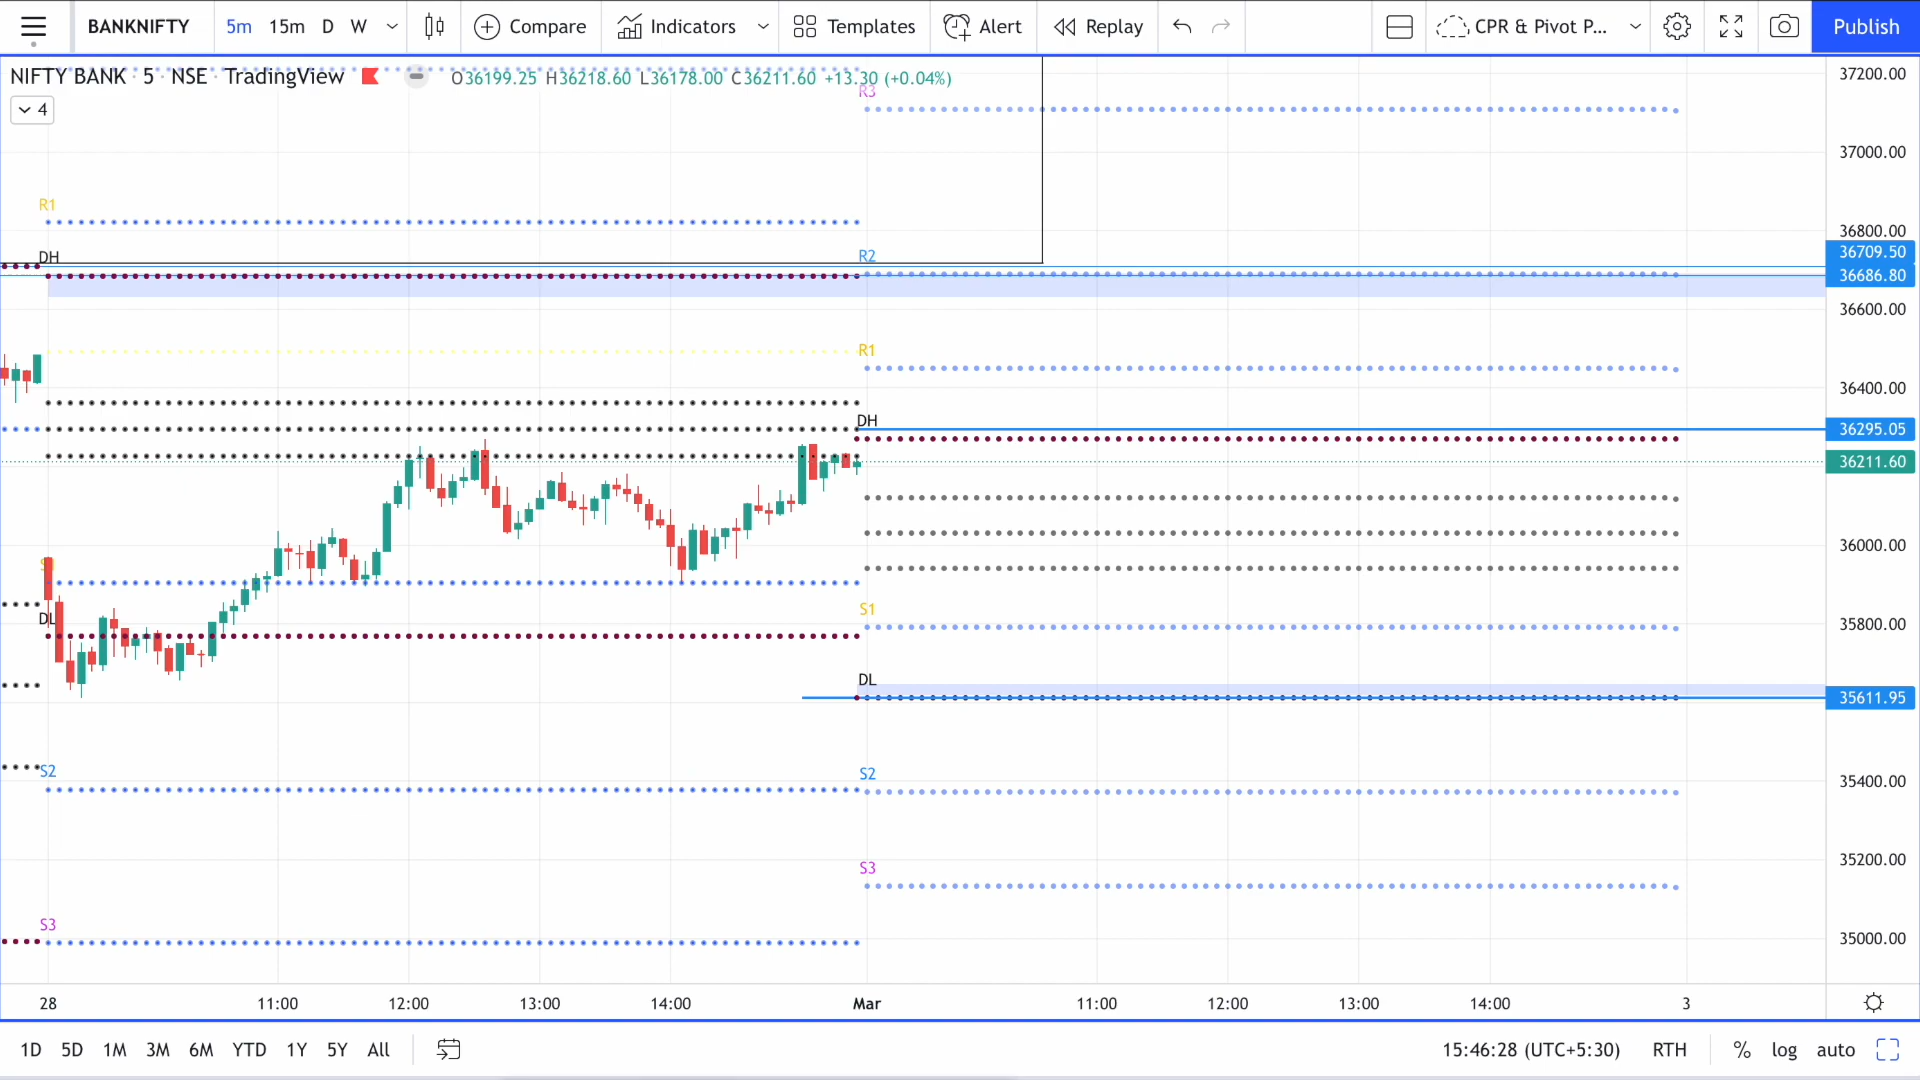 BANKNIFTY 5m 15m D W Compare Indicators Templates Alert Replay CPR & Pivot P... Publish
NIFTY BANK · 5 · NSE · TradingView O36199.25 H36218.60 L36178.00 C36211.60 +13.30 (+0.04%)
4
37200.00
R3
37000.00
R1
36800.00
DH
R2
36709.50
36686.80
36600.00
R1
36400.00
DH
36295.05
36211.60
36000.00
S1
35800.00
DL
DL
35611.95
S2
S2
35400.00
S3
35200.00
S3
35000.00
28 11:00 12:00 13:00 14:00 Mar 11:00 12:00 13:00 14:00 3
1D 5D 1M 3M 6M YTD 1Y 5Y All 15:46:28 (UTC+5:30) RTH % log auto